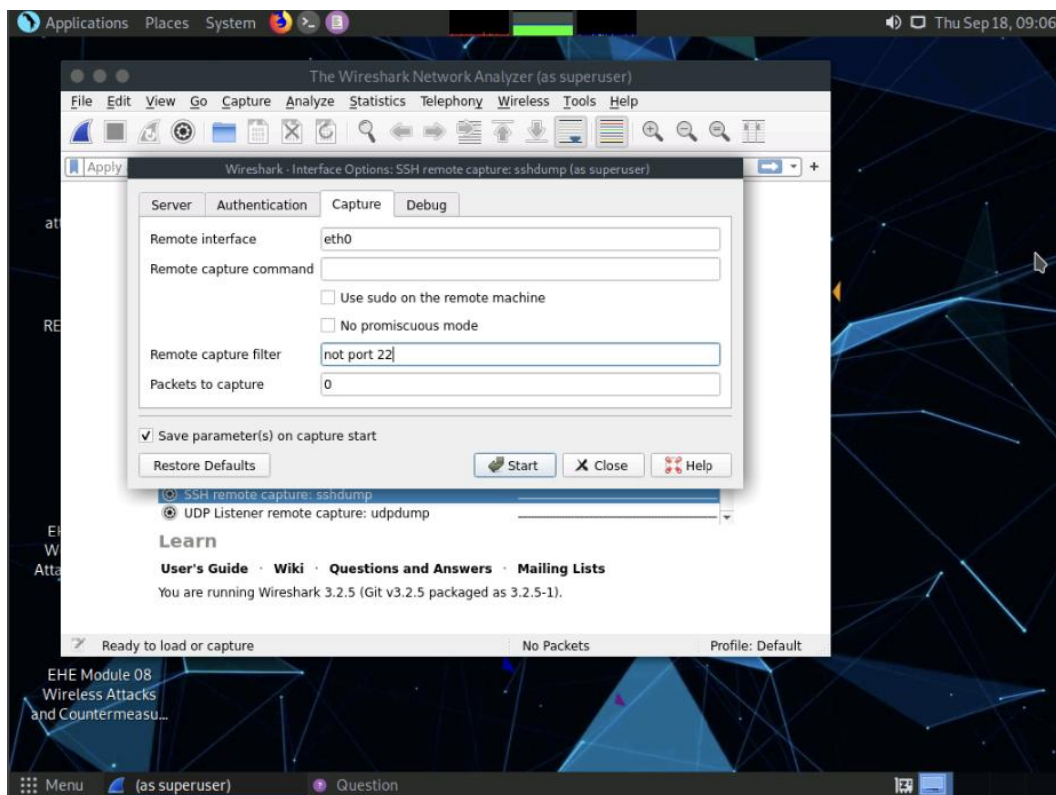 Applications Places System Thu Sep 18, 09:06
The Wireshark Network Analyzer (as superuser)
File Edit View Go Capture Analyze Statistics Telephony Wireless Tools Help
Apply
Wireshark - Interface Options: SSH remote capture: sshdump (as superuser)
Server Authentication Capture Debug
Remote interface eth0
Remote capture command
Use sudo on the remote machine
No promiscuous mode
Remote capture filter not port 22
Packets to capture 0
Save parameter(s) on capture start
Restore Defaults Start Close Help
SSH remote capture: sshdump
UDP Listener remote capture: udpdump
Learn
User's Guide · Wiki · Questions and Answers · Mailing Lists
You are running Wireshark 3.2.5 (Git v3.2.5 packaged as 3.2.5-1).
Ready to load or capture No Packets Profile: Default
at
RE
W
Atta
EHE Module 08
Wireless Attacks
and Countermeasu...
Menu (as superuser) Question